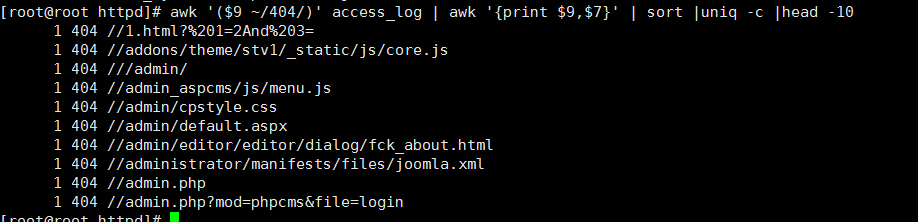 [root@root httpd]# awk '($9 ~/404/)' access_log | awk '{print $9,$7}' | sort |uniq -c |head -10
1 404 //1.html?%201=2And%203=
1 404 //addons/theme/stv1/_static/js/core.js
1 404 ///admin/
1 404 //admin_aspcms/js/menu.js
1 404 //admin/cpstyle.css
1 404 //admin/default.aspx
1 404 //admin/editor/editor/dialog/fck_about.html
1 404 //administrator/manifests/files/joomla.xml
1 404 //admin.php
1 404 //admin.php?mod=phpcms&file=login
[root@root httpd]#